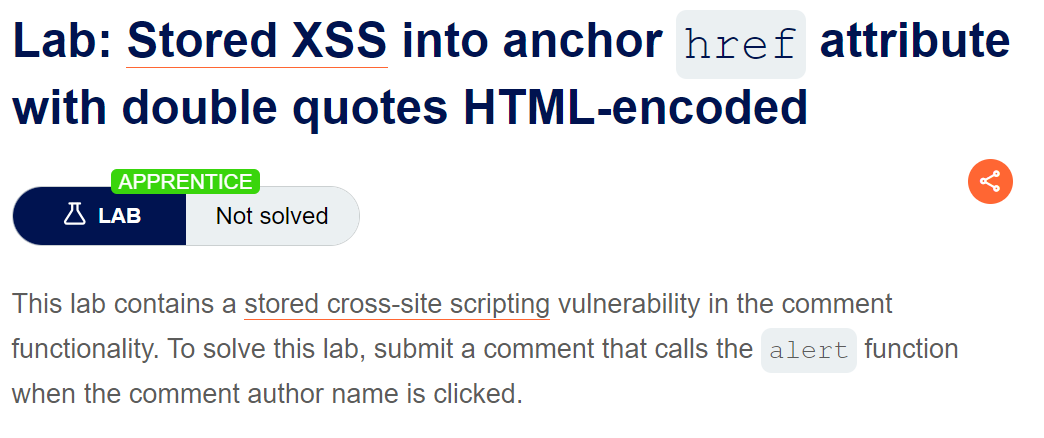 Lab: Stored XSS into anchor href attribute
with double quotes HTML-encoded
APPRENTICE
LAB Not solved
This lab contains a stored cross-site scripting vulnerability in the comment
functionality. To solve this lab, submit a comment that calls the alert function
when the comment author name is clicked.